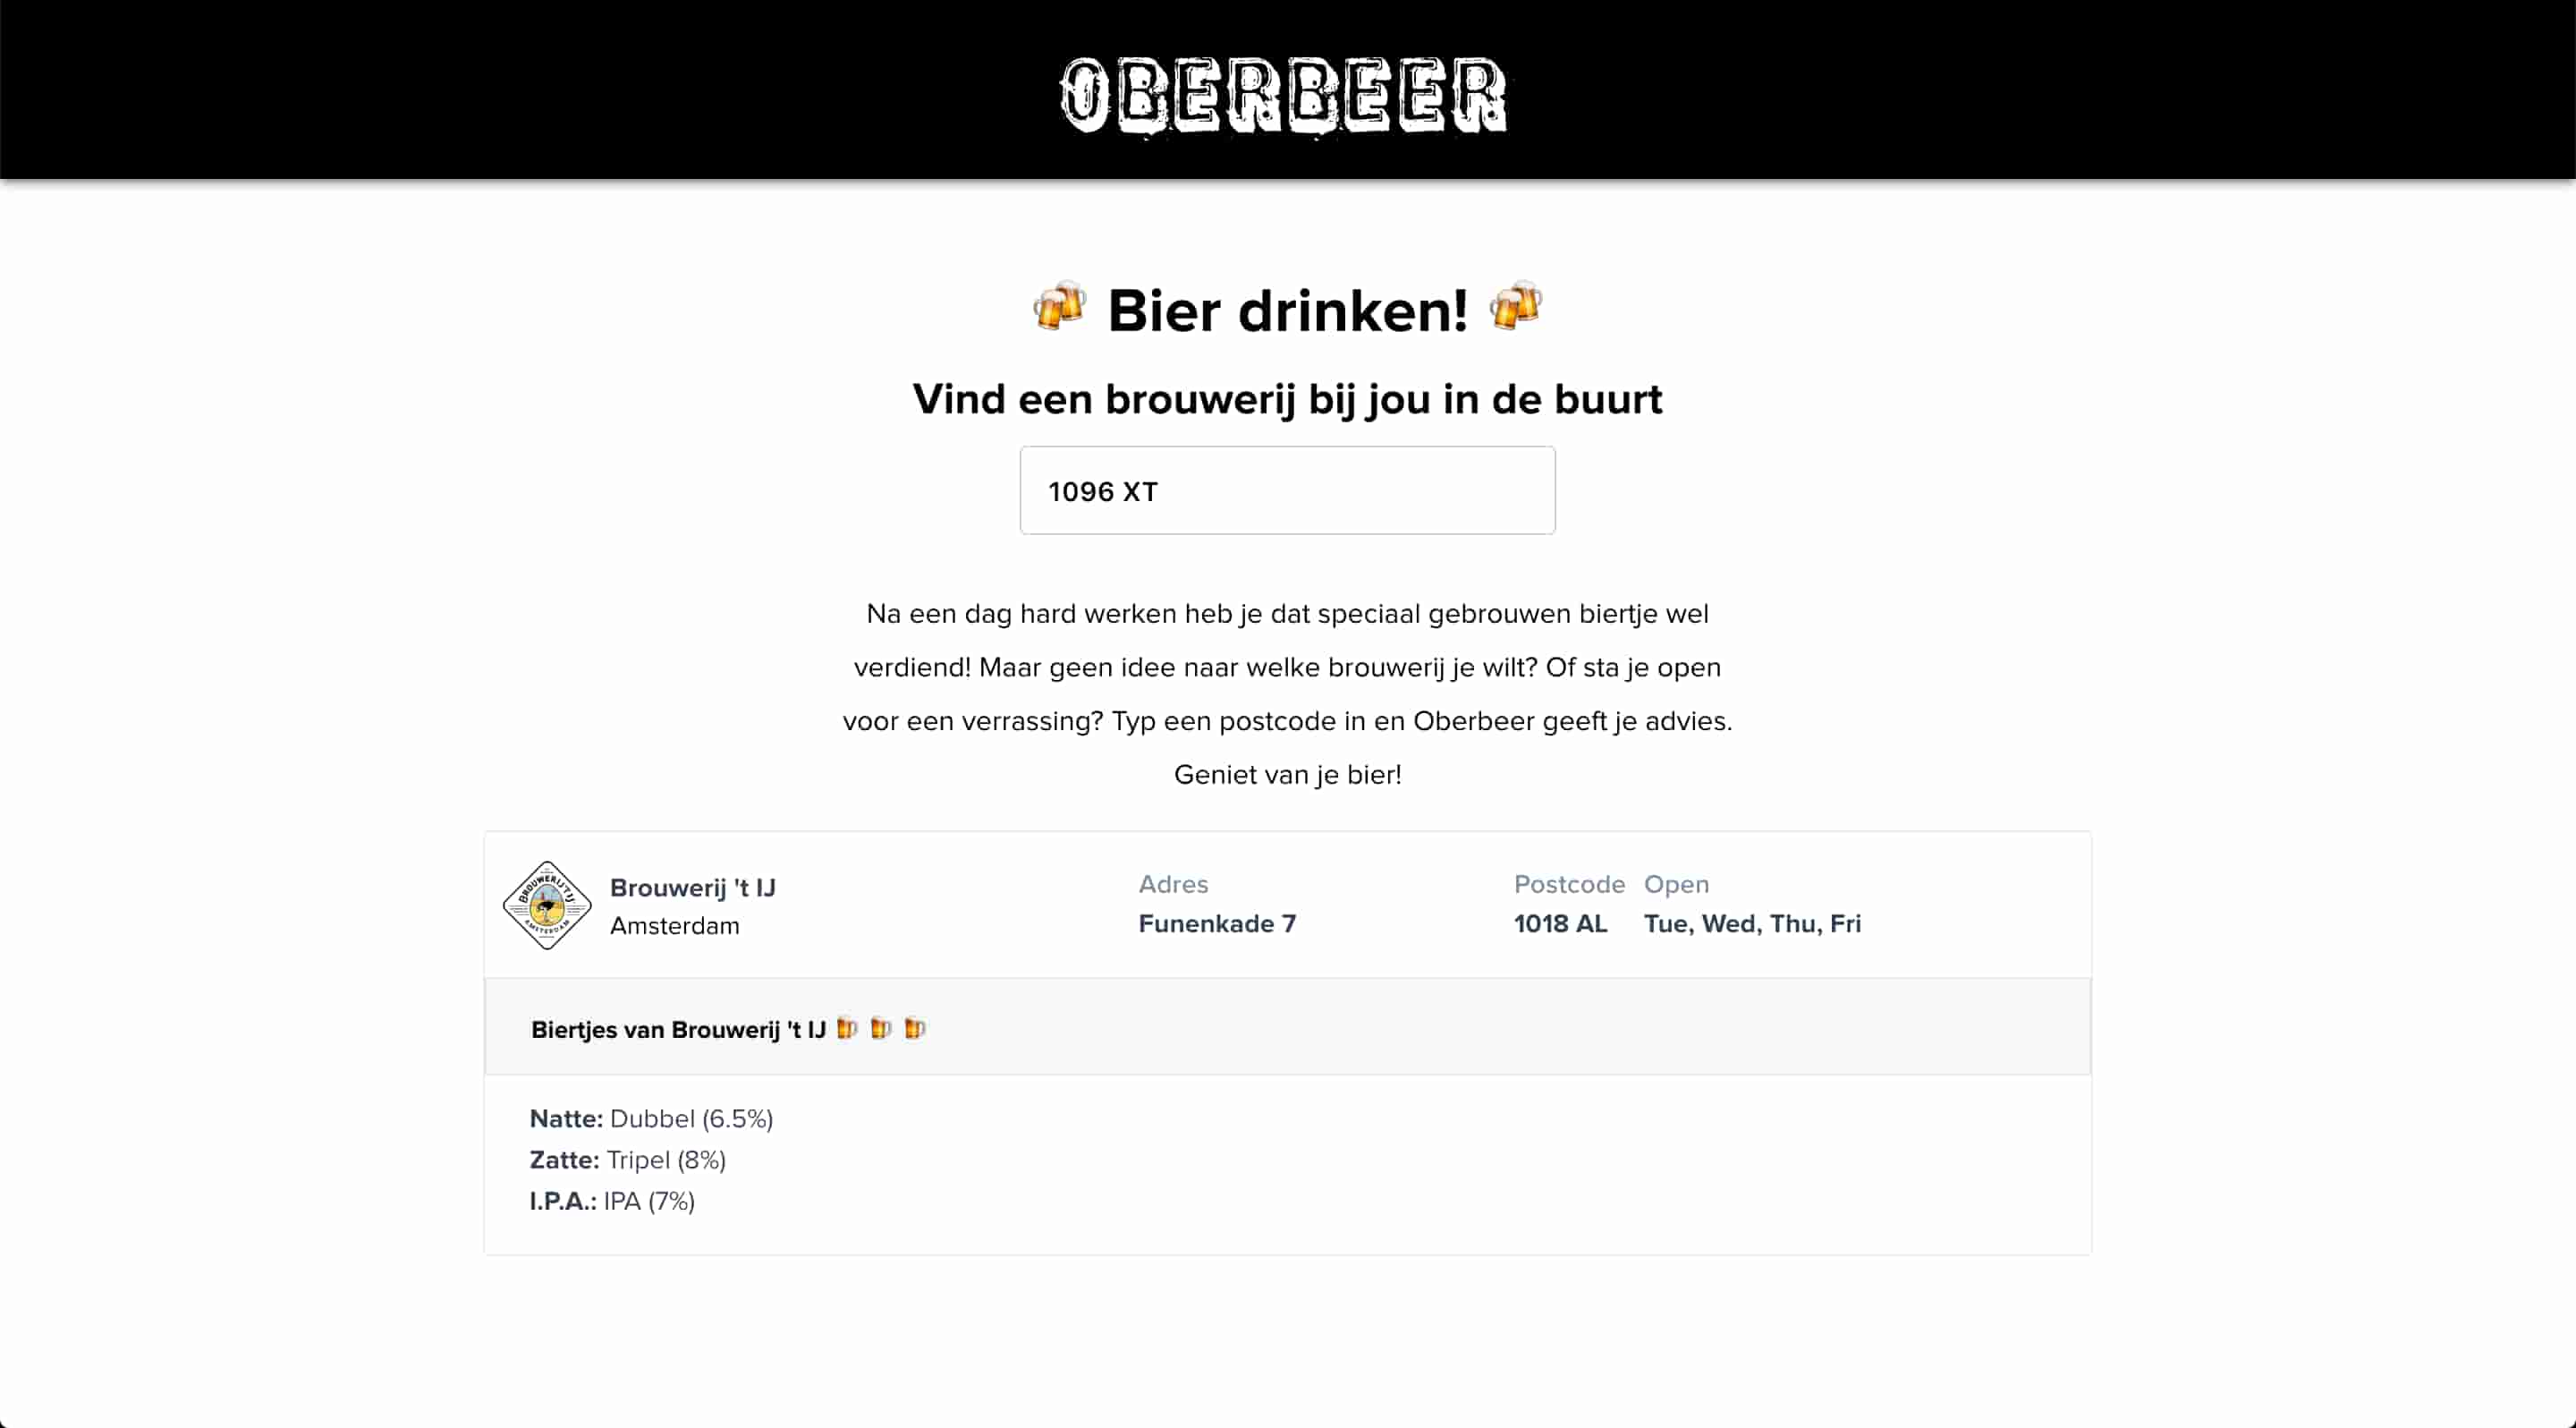 OBERBEER
🍻 Bier drinken! 🍻
Vind een brouwerij bij jou in de buurt
1096 XT
Na een dag hard werken heb je dat speciaal gebrouwen biertje wel
verdiend! Maar geen idee naar welke brouwerij je wilt? Of sta je open
voor een verrassing? Typ een postcode in en Oberbeer geeft je advies.
Geniet van je bier!
BROUWERIJ 'T IJ
AMSTERDAM
Brouwerij 't IJ
Amsterdam
Adres
Funenkade 7
Postcode
1018 AL
Open
Tue, Wed, Thu, Fri
Biertjes van Brouwerij 't IJ 🍺 🍺 🍺
Natte: Dubbel (6.5%)
Zatte: Tripel (8%)
I.P.A.: IPA (7%)